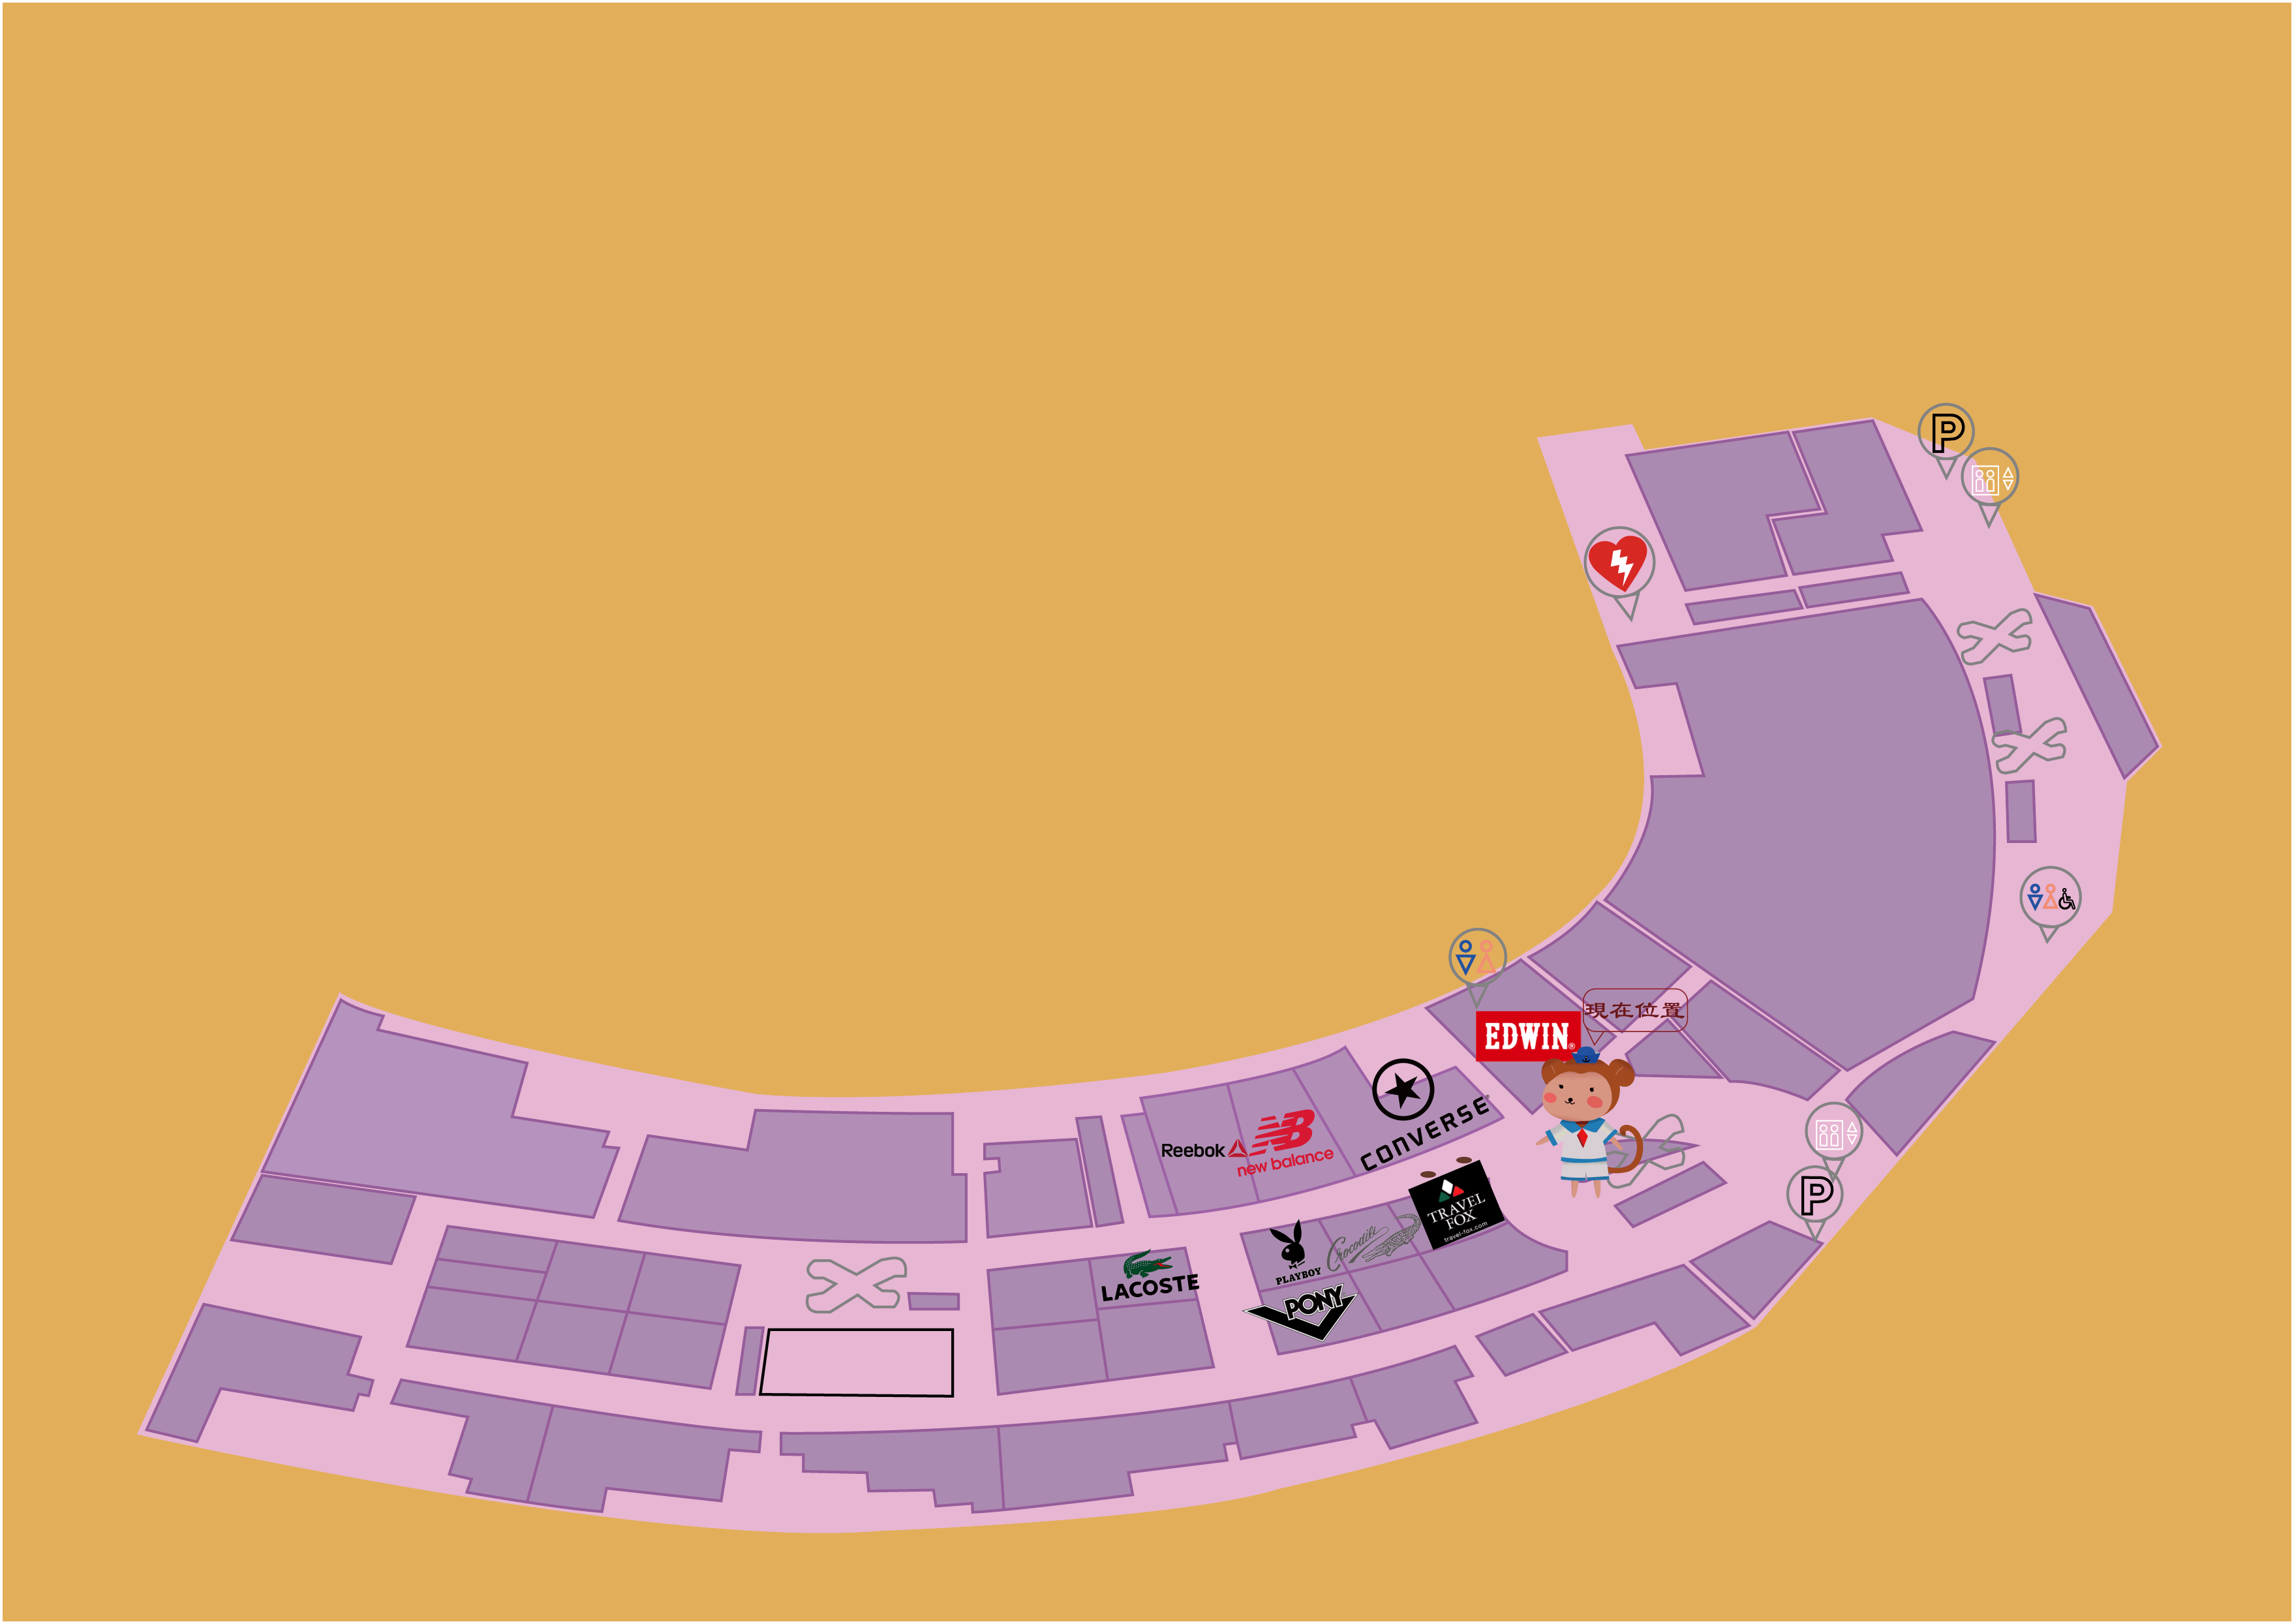 P
P
EDWIN®
現在位置
CONVERSE
Reebok
new balance
TRAVEL
FOX
travel-fox.com
PLAYBOY
Crocodile
LACOSTE
PONY